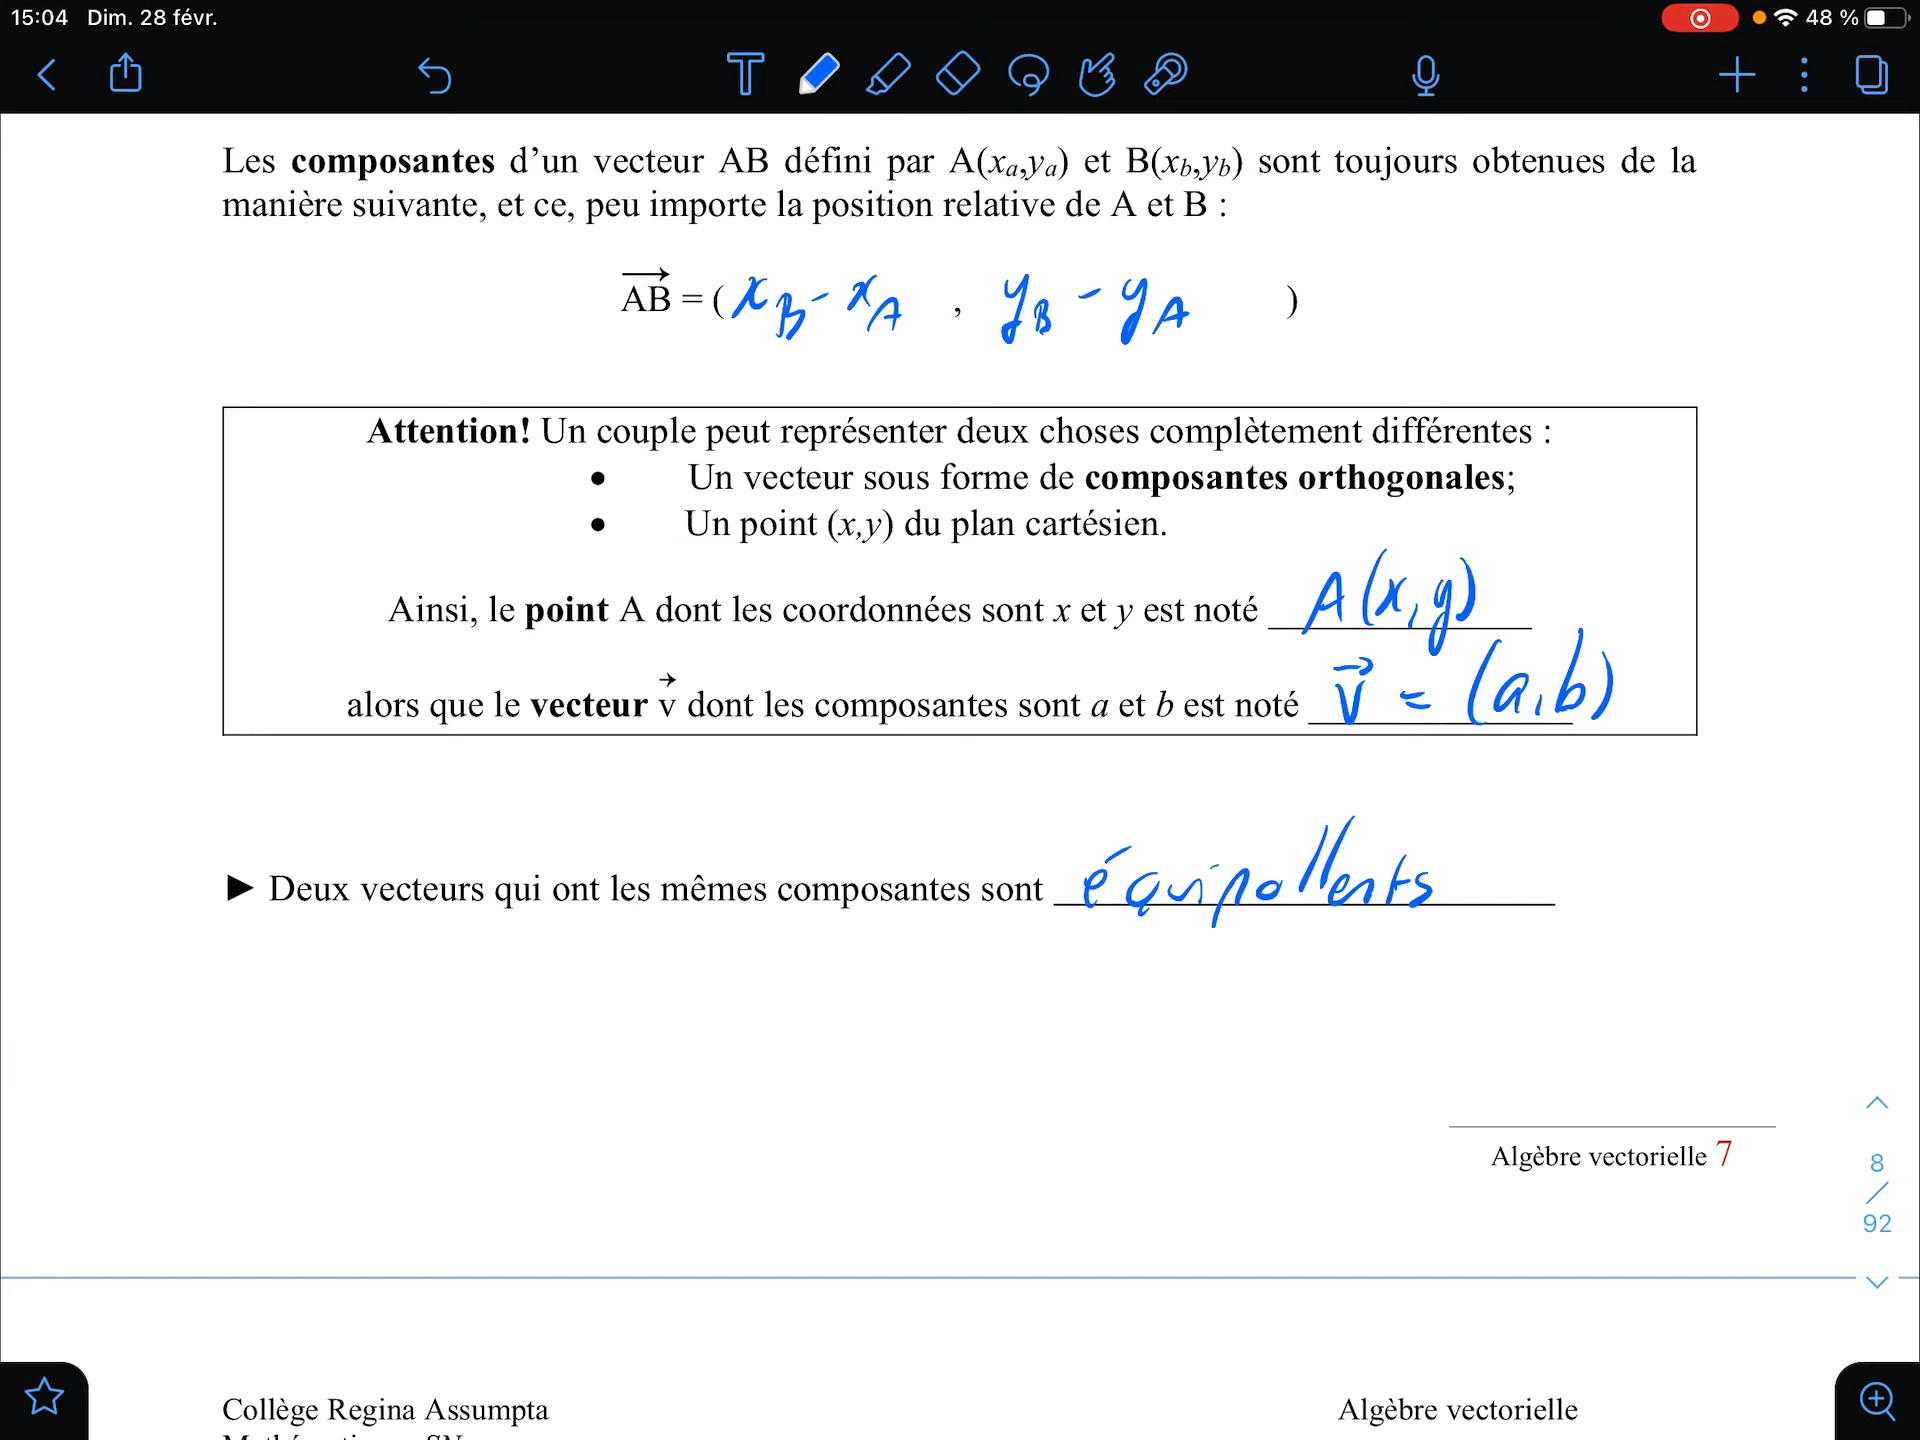 15:04 Dim. 28 févr. 48 %
Les composantes d’un vecteur AB défini par A(xa,ya) et B(xb,yb) sont toujours obtenues de la
manière suivante, et ce, peu importe la position relative de A et B :
AB = ( xB - xA , yB - yA )
Attention! Un couple peut représenter deux choses complètement différentes :
• Un vecteur sous forme de composantes orthogonales;
• Un point (x,y) du plan cartésien.
Ainsi, le point A dont les coordonnées sont x et y est noté A(x,y)
alors que le vecteur v dont les composantes sont a et b est noté v = (a,b)
► Deux vecteurs qui ont les mêmes composantes sont équipollents
Algèbre vectorielle 7
8
/
92
Collège Regina Assumpta Algèbre vectorielle